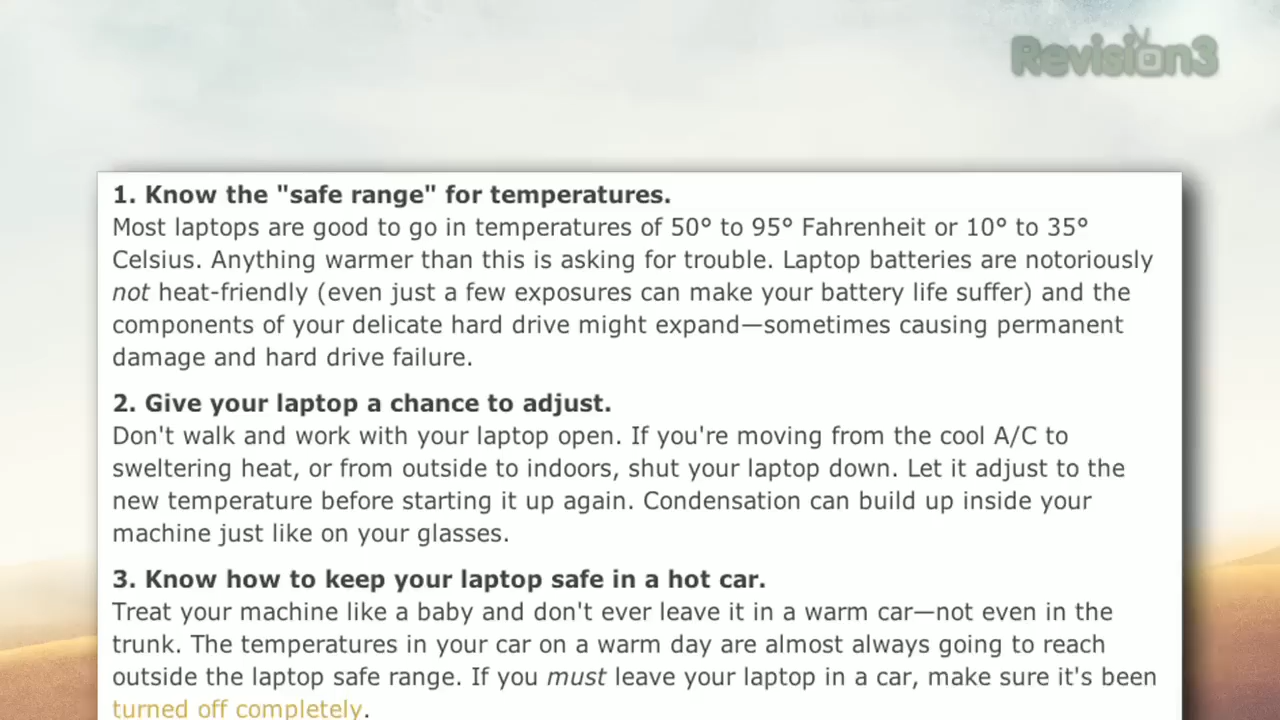 Revision3
1. Know the "safe range" for temperatures.
Most laptops are good to go in temperatures of 50° to 95° Fahrenheit or 10° to 35°
Celsius. Anything warmer than this is asking for trouble. Laptop batteries are notoriously
not heat-friendly (even just a few exposures can make your battery life suffer) and the
components of your delicate hard drive might expand—sometimes causing permanent
damage and hard drive failure.
2. Give your laptop a chance to adjust.
Don't walk and work with your laptop open. If you're moving from the cool A/C to
sweltering heat, or from outside to indoors, shut your laptop down. Let it adjust to the
new temperature before starting it up again. Condensation can build up inside your
machine just like on your glasses.
3. Know how to keep your laptop safe in a hot car.
Treat your machine like a baby and don't ever leave it in a warm car—not even in the
trunk. The temperatures in your car on a warm day are almost always going to reach
outside the laptop safe range. If you must leave your laptop in a car, make sure it's been
turned off completely.